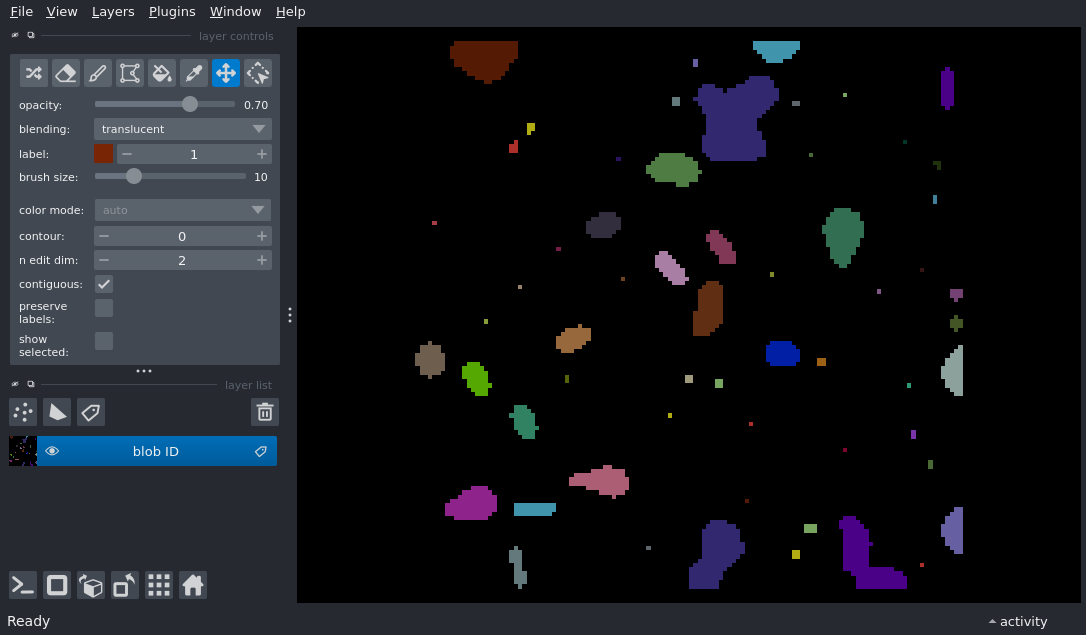 File View Layers Plugins Window Help
layer controls
opacity: 0.70
blending: translucent
label: 1
brush size: 10
color mode: auto
contour: 0
n edit dim: 2
contiguous:
preserve
labels:
show
selected:
layer list
blob ID
Ready
activity